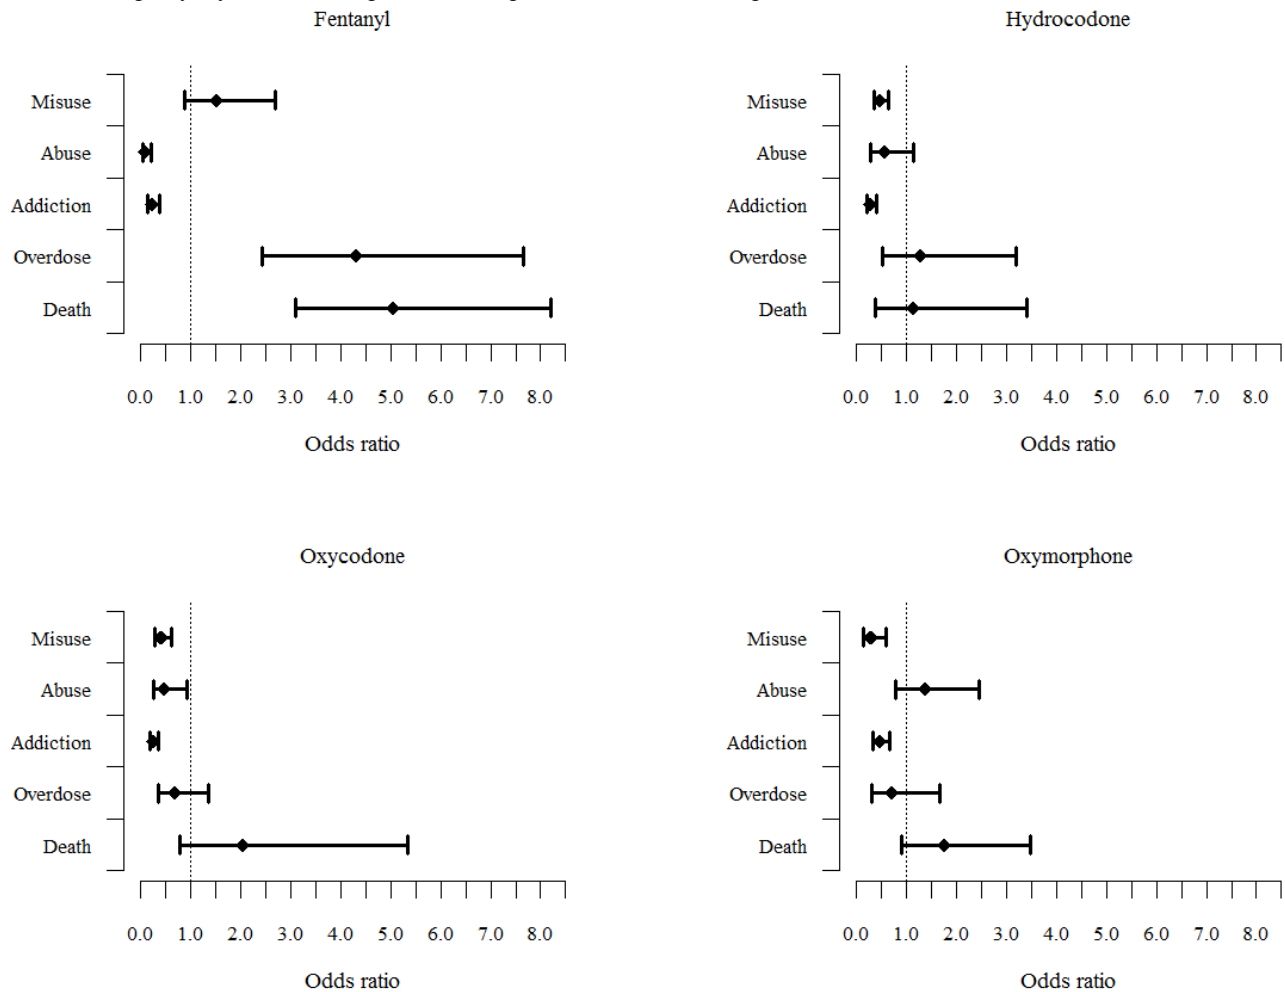 Fentanyl
Misuse
Abuse
Addiction
Overdose
Death
0.0 1.0 2.0 3.0 4.0 5.0 6.0 7.0 8.0
Odds ratio
Hydrocodone
Misuse
Abuse
Addiction
Overdose
Death
0.0 1.0 2.0 3.0 4.0 5.0 6.0 7.0 8.0
Odds ratio
Oxycodone
Misuse
Abuse
Addiction
Overdose
Death
0.0 1.0 2.0 3.0 4.0 5.0 6.0 7.0 8.0
Odds ratio
Oxymorphone
Misuse
Abuse
Addiction
Overdose
Death
0.0 1.0 2.0 3.0 4.0 5.0 6.0 7.0 8.0
Odds ratio